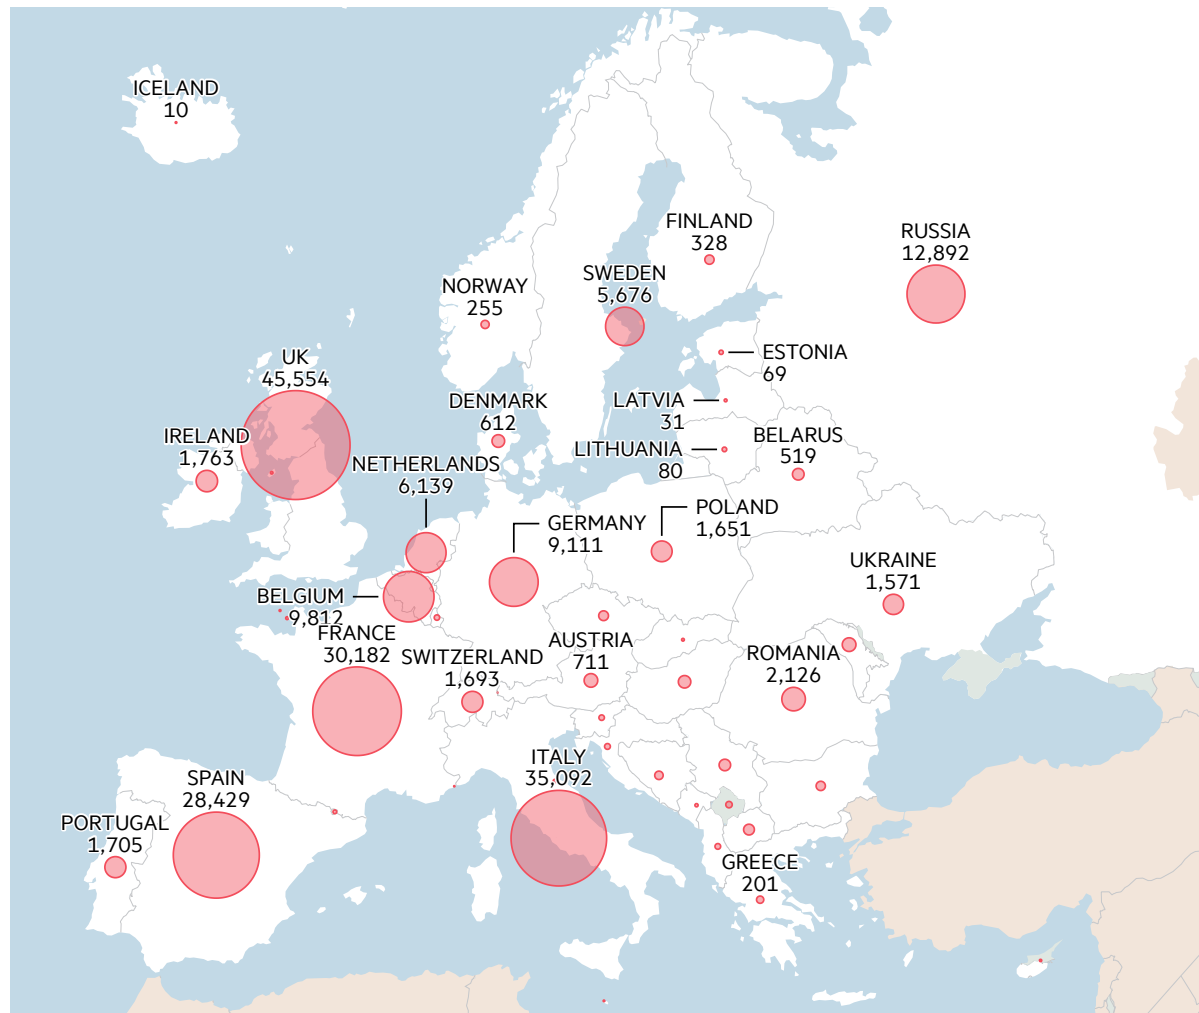 ICELAND
10
FINLAND
328
RUSSIA
12,892
SWEDEN
5,676
NORWAY
255
UK
45,554
ESTONIA
69
DENMARK
612
LATVIA
31
IRELAND
1,763
BELARUS
519
LITHUANIA
80
NETHERLANDS
6,139
POLAND
1,651
GERMANY
9,111
UKRAINE
1,571
BELGIUM
9,812
FRANCE
30,182
AUSTRIA
711
SWITZERLAND
1,693
ROMANIA
2,126
ITALY
35,092
SPAIN
28,429
PORTUGAL
1,705
GREECE
201